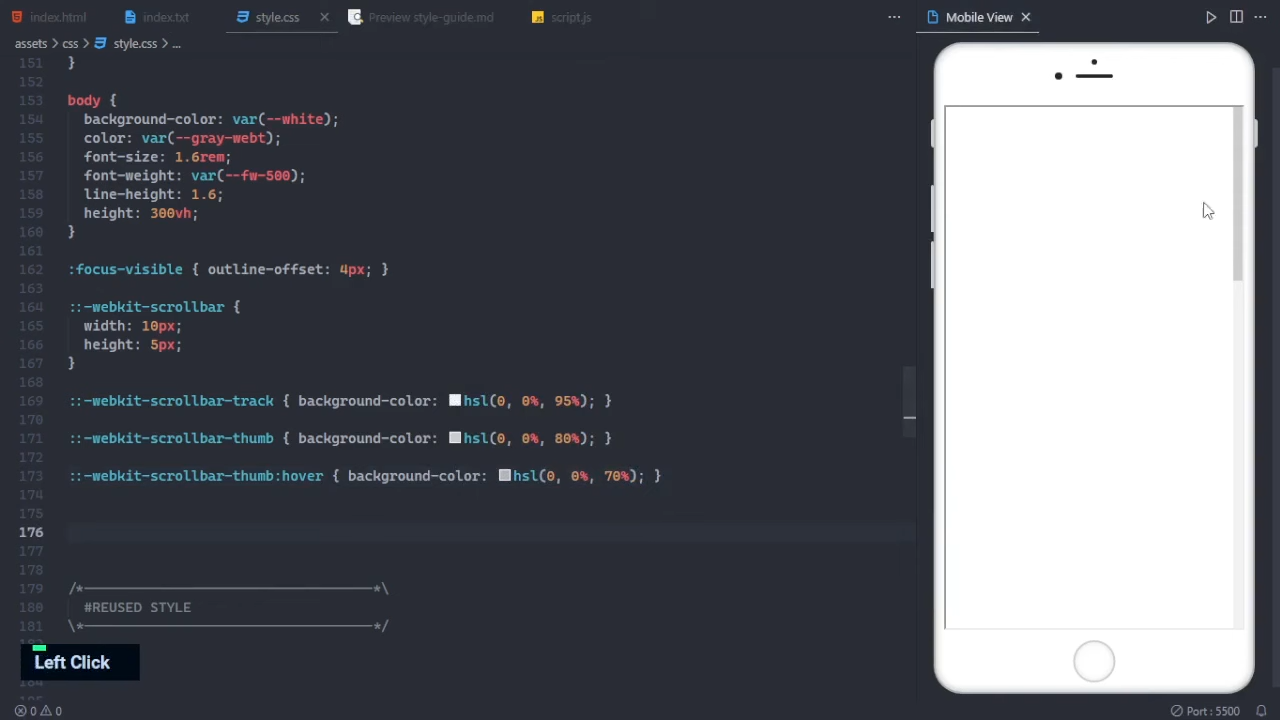 index.html
index.txt
style.css
Preview style-guide.md
script.js
Mobile View
assets > css > style.css > ...
151 }
152
153 body {
154 background-color: var(--white);
155 color: var(--gray-webt);
156 font-size: 1.6rem;
157 font-weight: var(--fw-500);
158 line-height: 1.6;
159 height: 300vh;
160 }
161
162 :focus-visible { outline-offset: 4px; }
163
164 ::-webkit-scrollbar {
165 width: 10px;
166 height: 5px;
167 }
168
169 ::-webkit-scrollbar-track { background-color: hsl(0, 0%, 95%); }
170
171 ::-webkit-scrollbar-thumb { background-color: hsl(0, 0%, 80%); }
172
173 ::-webkit-scrollbar-thumb:hover { background-color: hsl(0, 0%, 70%); }
174
175
176
177
178
179 /*-----------------------------------*\
180 #REUSED STYLE
181 \*-----------------------------------*/
Left Click
0 0
Port : 5500